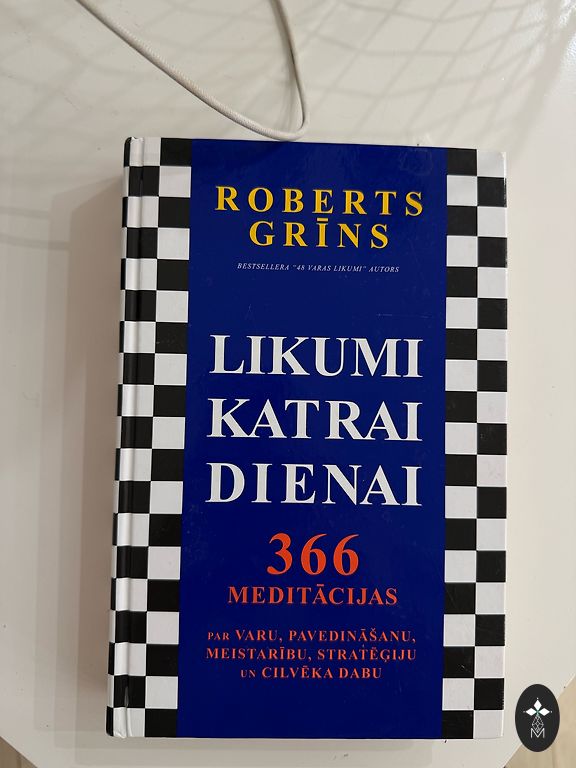 ROBERTS
GRĪNS
BESTSELLERA "48 VARAS LIKUMI" AUTORS
LIKUMI
KATRAI
DIENAI
366
MEDITĀCIJAS
PAR VARU, PAVEDINĀŠANU,
MEISTARĪBU, STRATĒĢIJU
UN CILVĒKA DABU